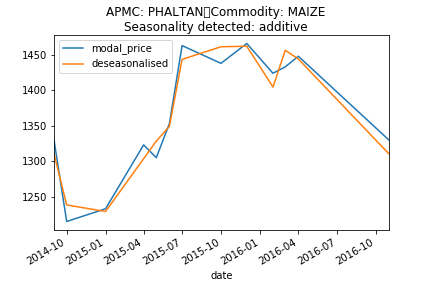 APMC: PHALTAN▯Commodity: MAIZE
Seasonality detected: additive
modal_price
deseasonalised
1450
1400
1350
1300
1250
2014-10
2015-01
2015-04
2015-07
2015-10
2016-01
2016-04
2016-07
2016-10
date